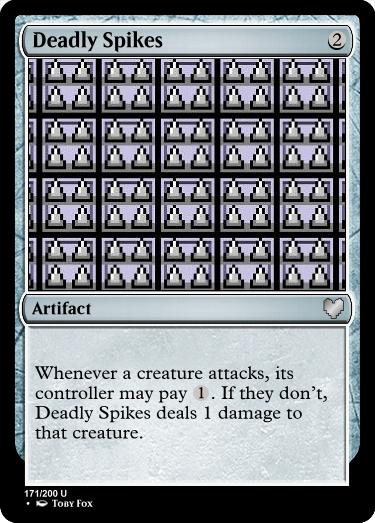 Deadly Spikes 2
Artifact
Whenever a creature attacks, its
controller may pay 1. If they don't,
Deadly Spikes deals 1 damage to
that creature.
171/200 U
• Toby Fox